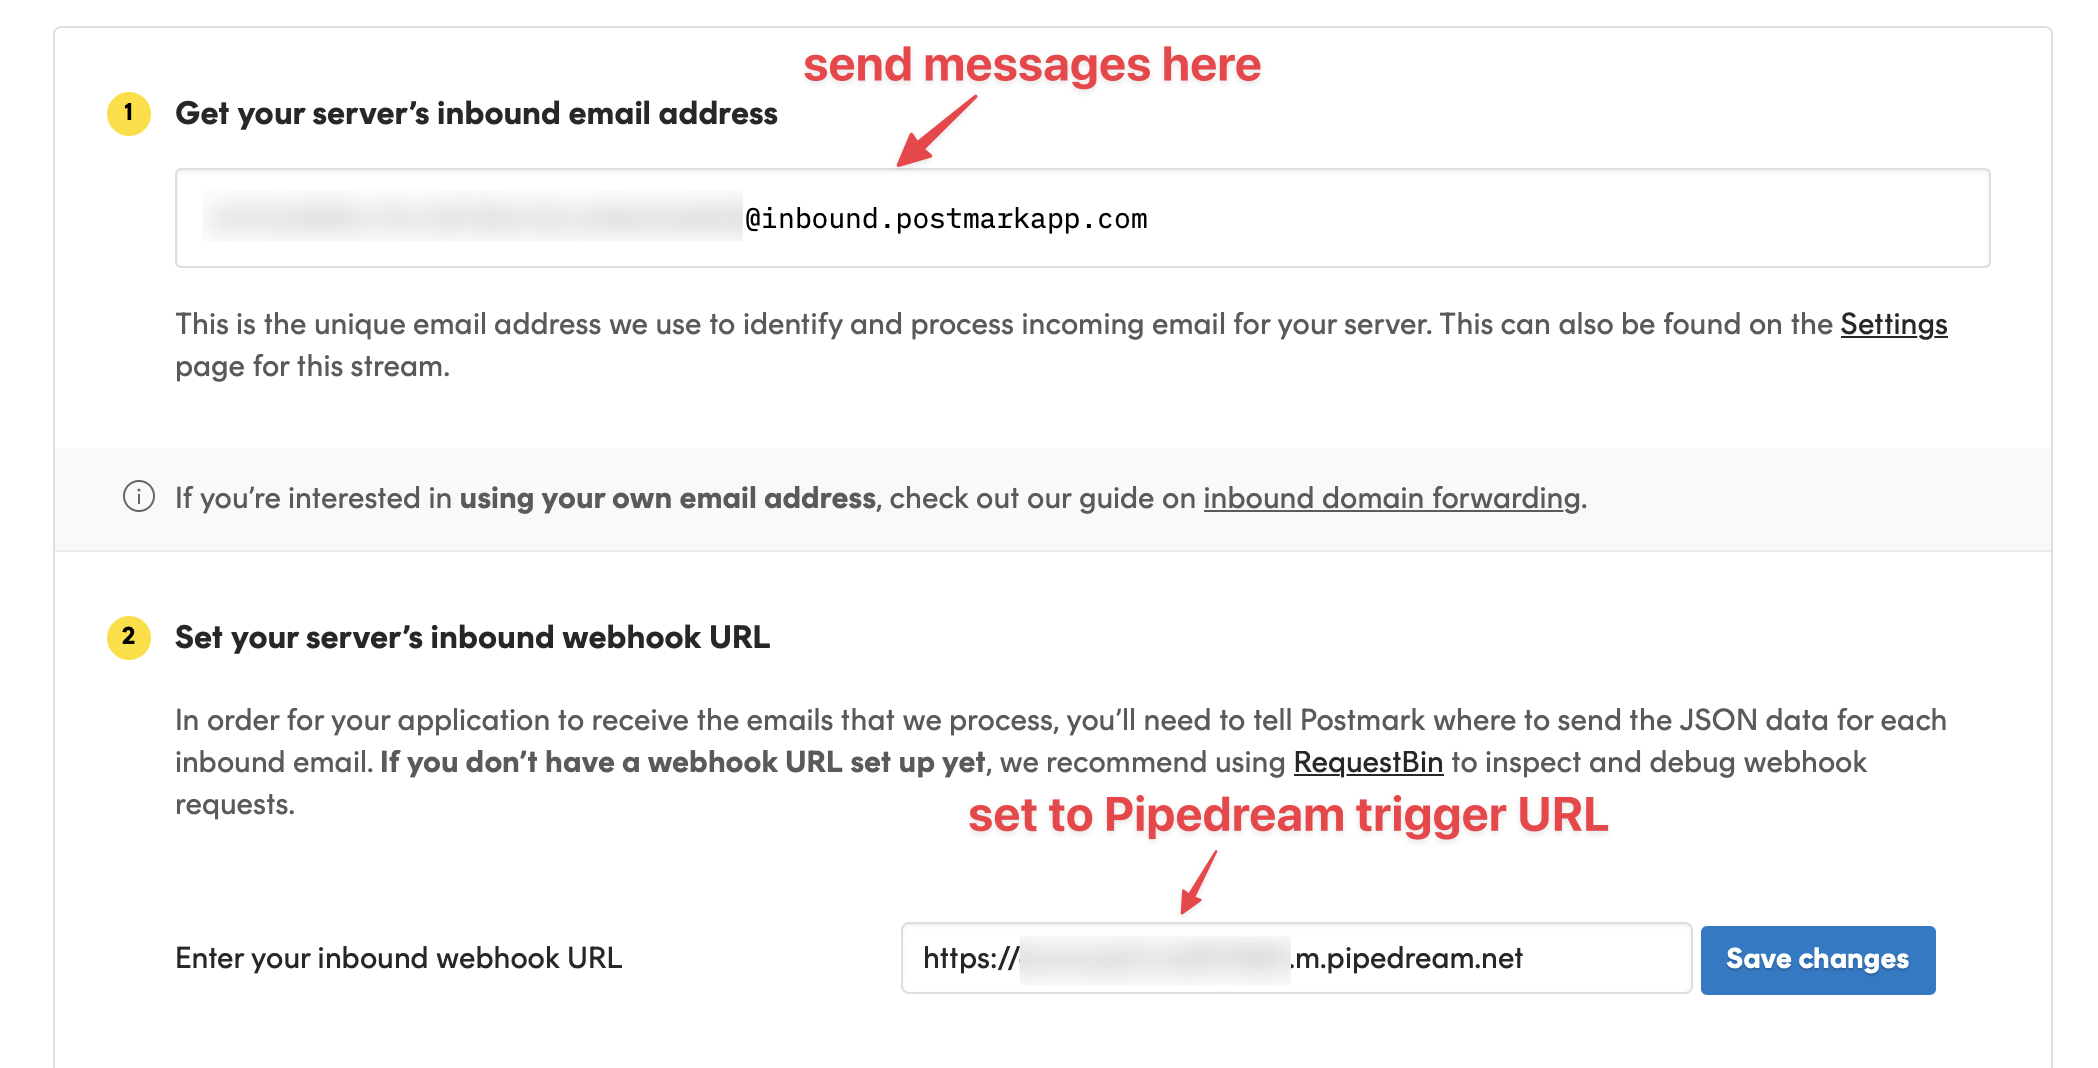 send messages here
1 Get your server’s inbound email address
@inbound.postmarkapp.com
This is the unique email address we use to identify and process incoming email for your server. This can also be found on the Settings
page for this stream.
If you’re interested in using your own email address, check out our guide on inbound domain forwarding.
2 Set your server’s inbound webhook URL
In order for your application to receive the emails that we process, you’ll need to tell Postmark where to send the JSON data for each
inbound email. If you don’t have a webhook URL set up yet, we recommend using RequestBin to inspect and debug webhook
requests.
set to Pipedream trigger URL
Enter your inbound webhook URL https:// .m.pipedream.net Save changes